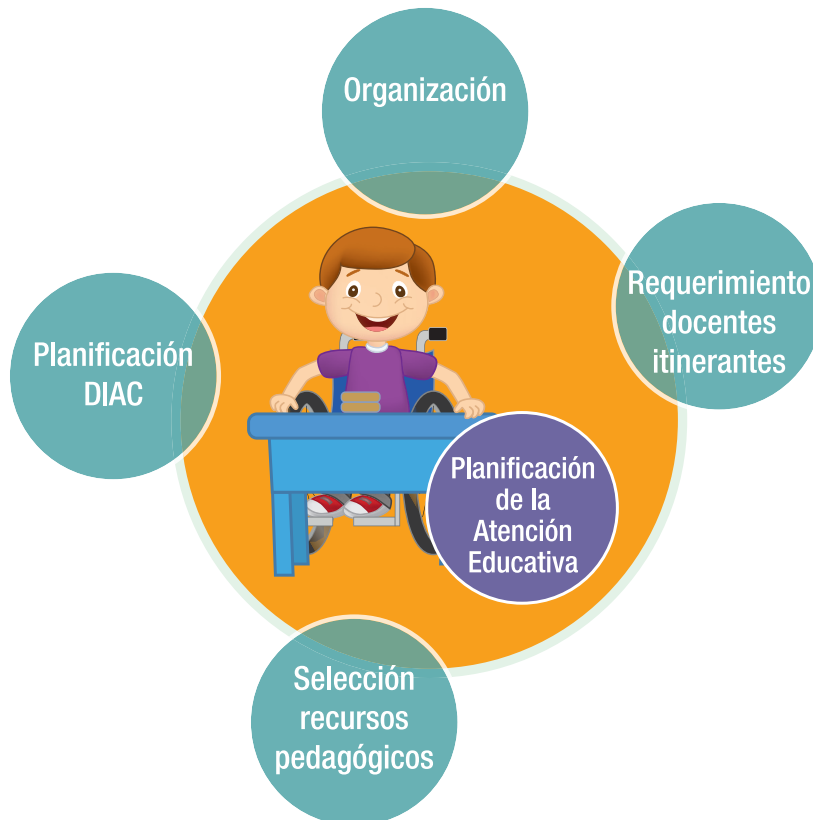 Organización
Requerimiento
docentes
itinerantes
Planificación
DIAC
Planificación
de la
Atención
Educativa
Selección
recursos
pedagógicos